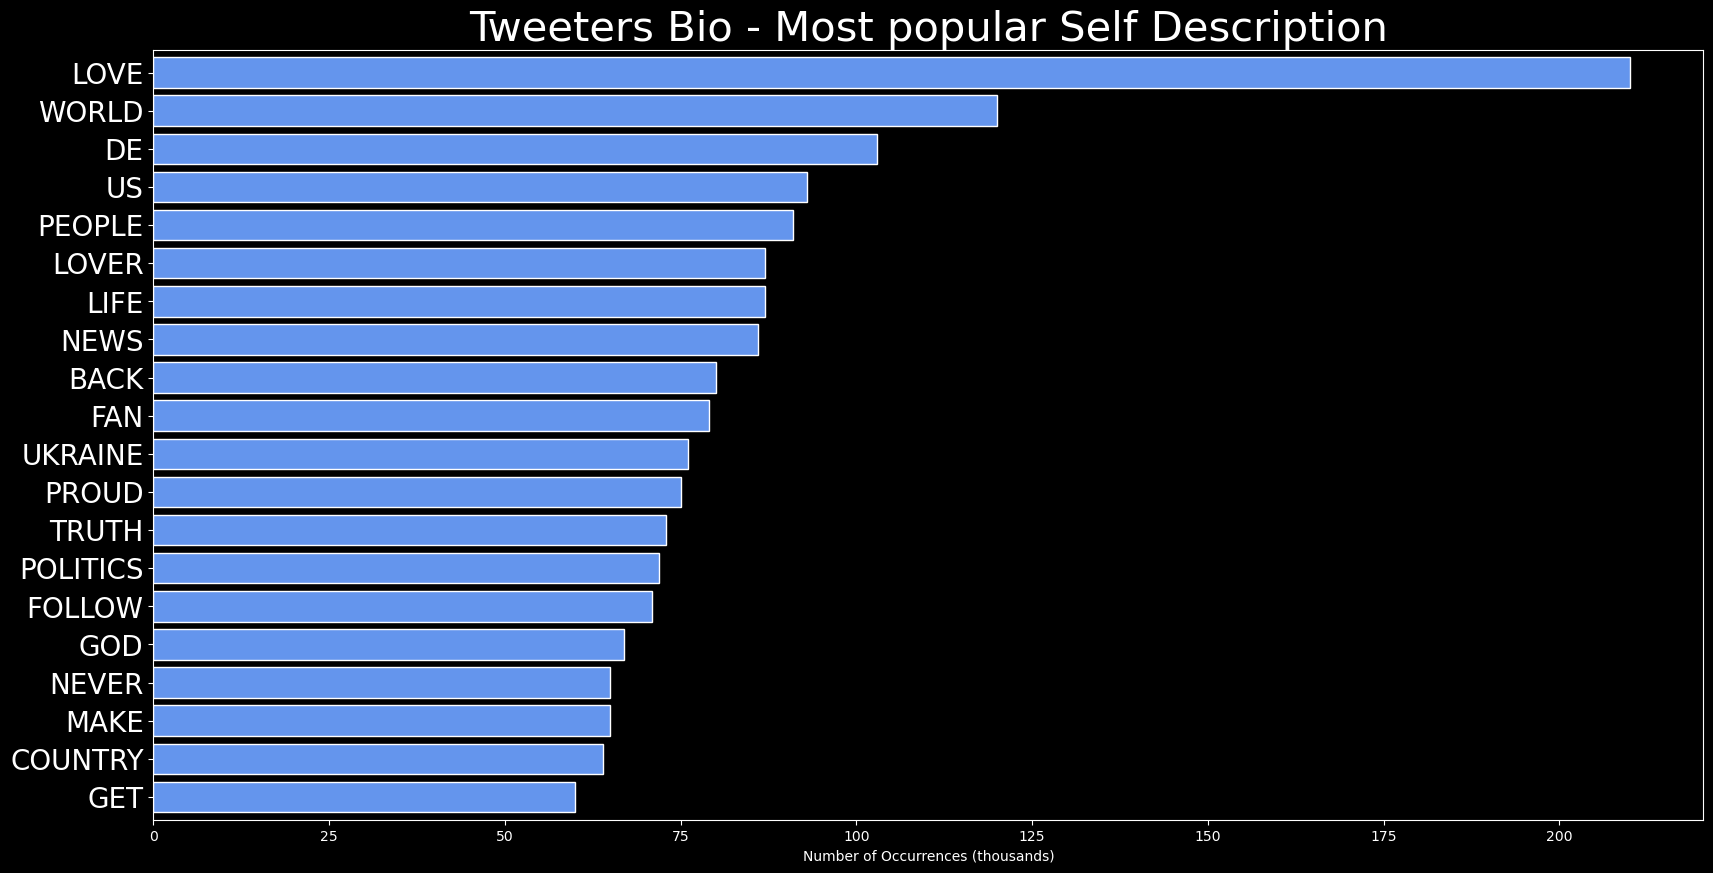 Tweeters Bio - Most popular Self Description
LOVE
WORLD
DE
US
PEOPLE
LOVER
LIFE
NEWS
BACK
FAN
UKRAINE
PROUD
TRUTH
POLITICS
FOLLOW
GOD
NEVER
MAKE
COUNTRY
GET
0 25 50 75 100 125 150 175 200
Number of Occurrences (thousands)